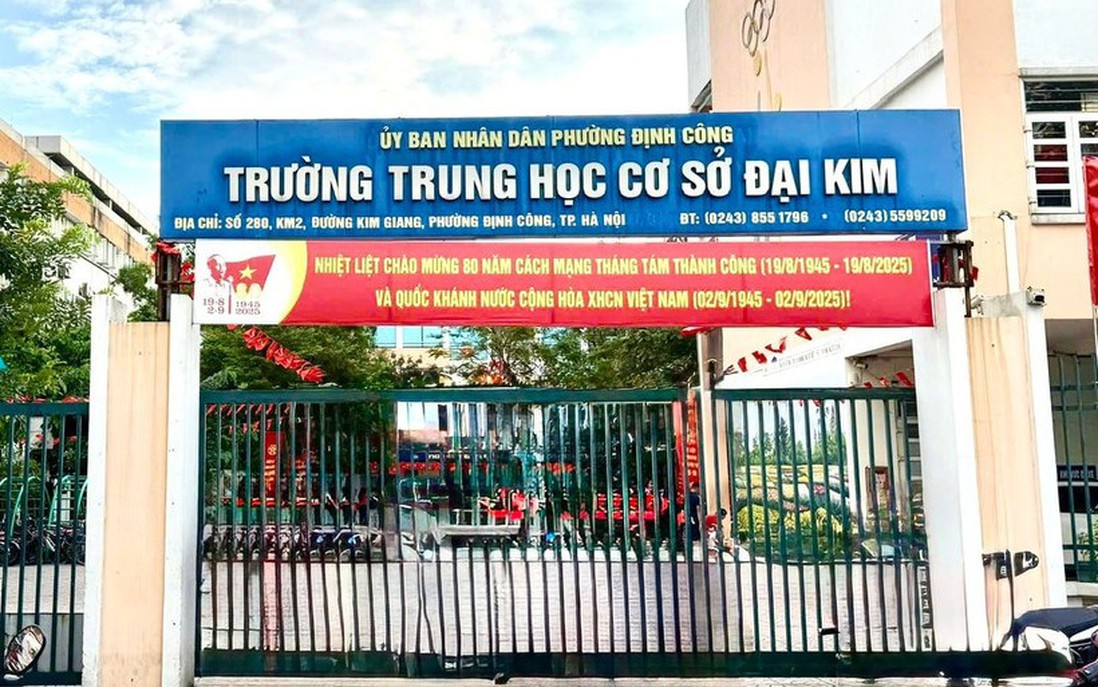 ỦY BAN NHÂN DÂN PHƯỜNG ĐỊNH CÔNG
TRƯỜNG TRUNG HỌC CƠ SỞ ĐẠI KIM
ĐỊA CHỈ: SỐ 280, KM2, ĐƯỜNG KIM GIANG, PHƯỜNG ĐỊNH CÔNG, TP. HÀ NỘI ĐT: (0243) 855 1796 • (0243) 5599209
NHIỆT LIỆT CHÀO MỪNG 80 NĂM CÁCH MẠNG THÁNG TÁM THÀNH CÔNG (19/8/1945 - 19/8/2025)
VÀ QUỐC KHÁNH NƯỚC CỘNG HÒA XHCN VIỆT NAM (02/9/1945 - 02/9/2025)!
19-8 1945
2-9 2025